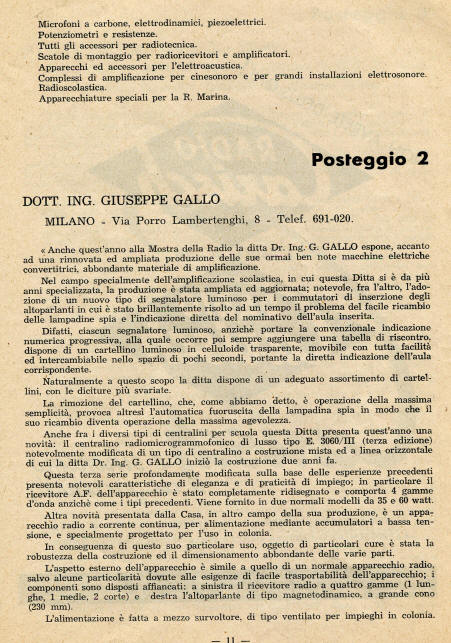 Microfoni a carbone, elettrodinamici, piezoelettrici.
Potenziometri e resistenze.
Tutti gli accessori per radiotecnica.
Scatole di montaggio per radioricevitori e amplificatori.
Apparecchi ed accessori per l'elettroacustica.
Complessi di amplificazione per cinesonoro e per grandi installazioni elettrosonore.
Radioscolastica.
Apparecchiature speciali per la R. Marina.
Posteggio 2
DOTT. ING. GIUSEPPE GALLO
MILANO - Via Porro Lambertenghi, 8 - Telef. 691-020.
« Anche quest'anno alla Mostra della Radio la ditta Dr. Ing. G. GALLO espone, accanto
ad una rinnovata ed ampliata produzione delle sue ormai ben note macchine elettriche
convertitrici, abbondante materiale di amplificazione.
Nel campo specialmente dell'amplificazione scolastica, in cui questa Ditta si è da più
anni specializzata, la produzione è stata ampliata ed aggiornata; notevole, fra l'altro, l'ado-
zione di un nuovo tipo di segnalatore luminoso per i commutatori di inserzione degli
altoparlanti in cui è stato brillantemente risolto ad un tempo il problema del facile ricambio
delle lampadine spia e l'indicazione diretta del nominativo dell'aula inserita.
Difatti, ciascun segnalatore luminoso, anzichè portare la convenzionale indicazione
numerica progressiva, alla quale occorre poi sempre aggiungere una tabella di riscontro,
dispone di un cartellino luminoso in celluloide trasparente, movibile con tutta facilità
ed intercambiabile nello spazio di pochi secondi, portante la diretta indicazione dell'aula
corrispondente.
Naturalmente a questo scopo la ditta dispone di un adeguato assortimento di cartel-
lini, con le diciture più svariate.
La rimozione del cartellino, che, come abbiamo detto, è operazione della massima
semplicità, provoca altresì l'automatica fuoruscita della lampadina spia in modo che il
suo ricambio diventa operazione della massima agevolezza.
Anche fra i diversi tipi di centralini per scuola questa Ditta presenta quest'anno una
novità: il centralino radiomicrogrammofonico di lusso tipo E. 3060/III (terza edizione)
notevolmente modificata di un tipo di centralino a costruzione mista ed a linea orizzontale
di cui la ditta Dr. Ing. G. GALLO iniziò la costruzione due anni fa.
Questa terza serie profondamente modificata sulla base delle esperienze precedenti
presenta notevoli caratteristiche di eleganza e di praticità di impiego; in particolare il
ricevitore A.F. dell'apparecchio è stato completamente ridisegnato e comporta 4 gamme
d'onda anzichè come i tipi precedenti. Viene fornito in due normali modelli da 35 e 60 watt.
Altra novità presentata dalla Casa, in altro campo della sua produzione, è un appa-
recchio radio a corrente continua, per alimentazione mediante accumulatori a bassa ten-
sione, e specialmente progettato per l'uso in colonia.
In conseguenza di questo suo particolare uso, oggetto di particolari cure è stata la
robustezza della costruzione ed il dimensionamento abbondante delle varie parti.
L'aspetto esterno dell'apparecchio è simile a quello di un normale apparecchio radio,
salvo alcune particolarità dovute alle esigenze di facile trasportabilità dell'apparecchio; i
componenti sono disposti affiancati: a sinistra il ricevitore radio a quattro gamme (1 lun-
ghe, 1 medie, 2 corte) e - destra l'altoparlante di tipo magnetodinamico, a grande cono
(230 mm).
L'alimentazione è fatta a mezzo survoltore, di tipo ventilato per impieghi in colonia.
— 11 —